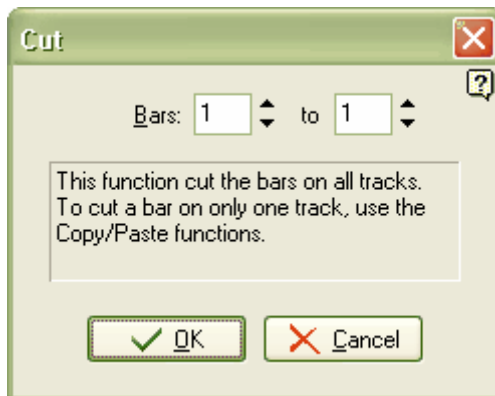 Cut
Bars: 1 to 1
This function cut the bars on all tracks.
To cut a bar on only one track, use the
Copy/Paste functions.
OK Cancel